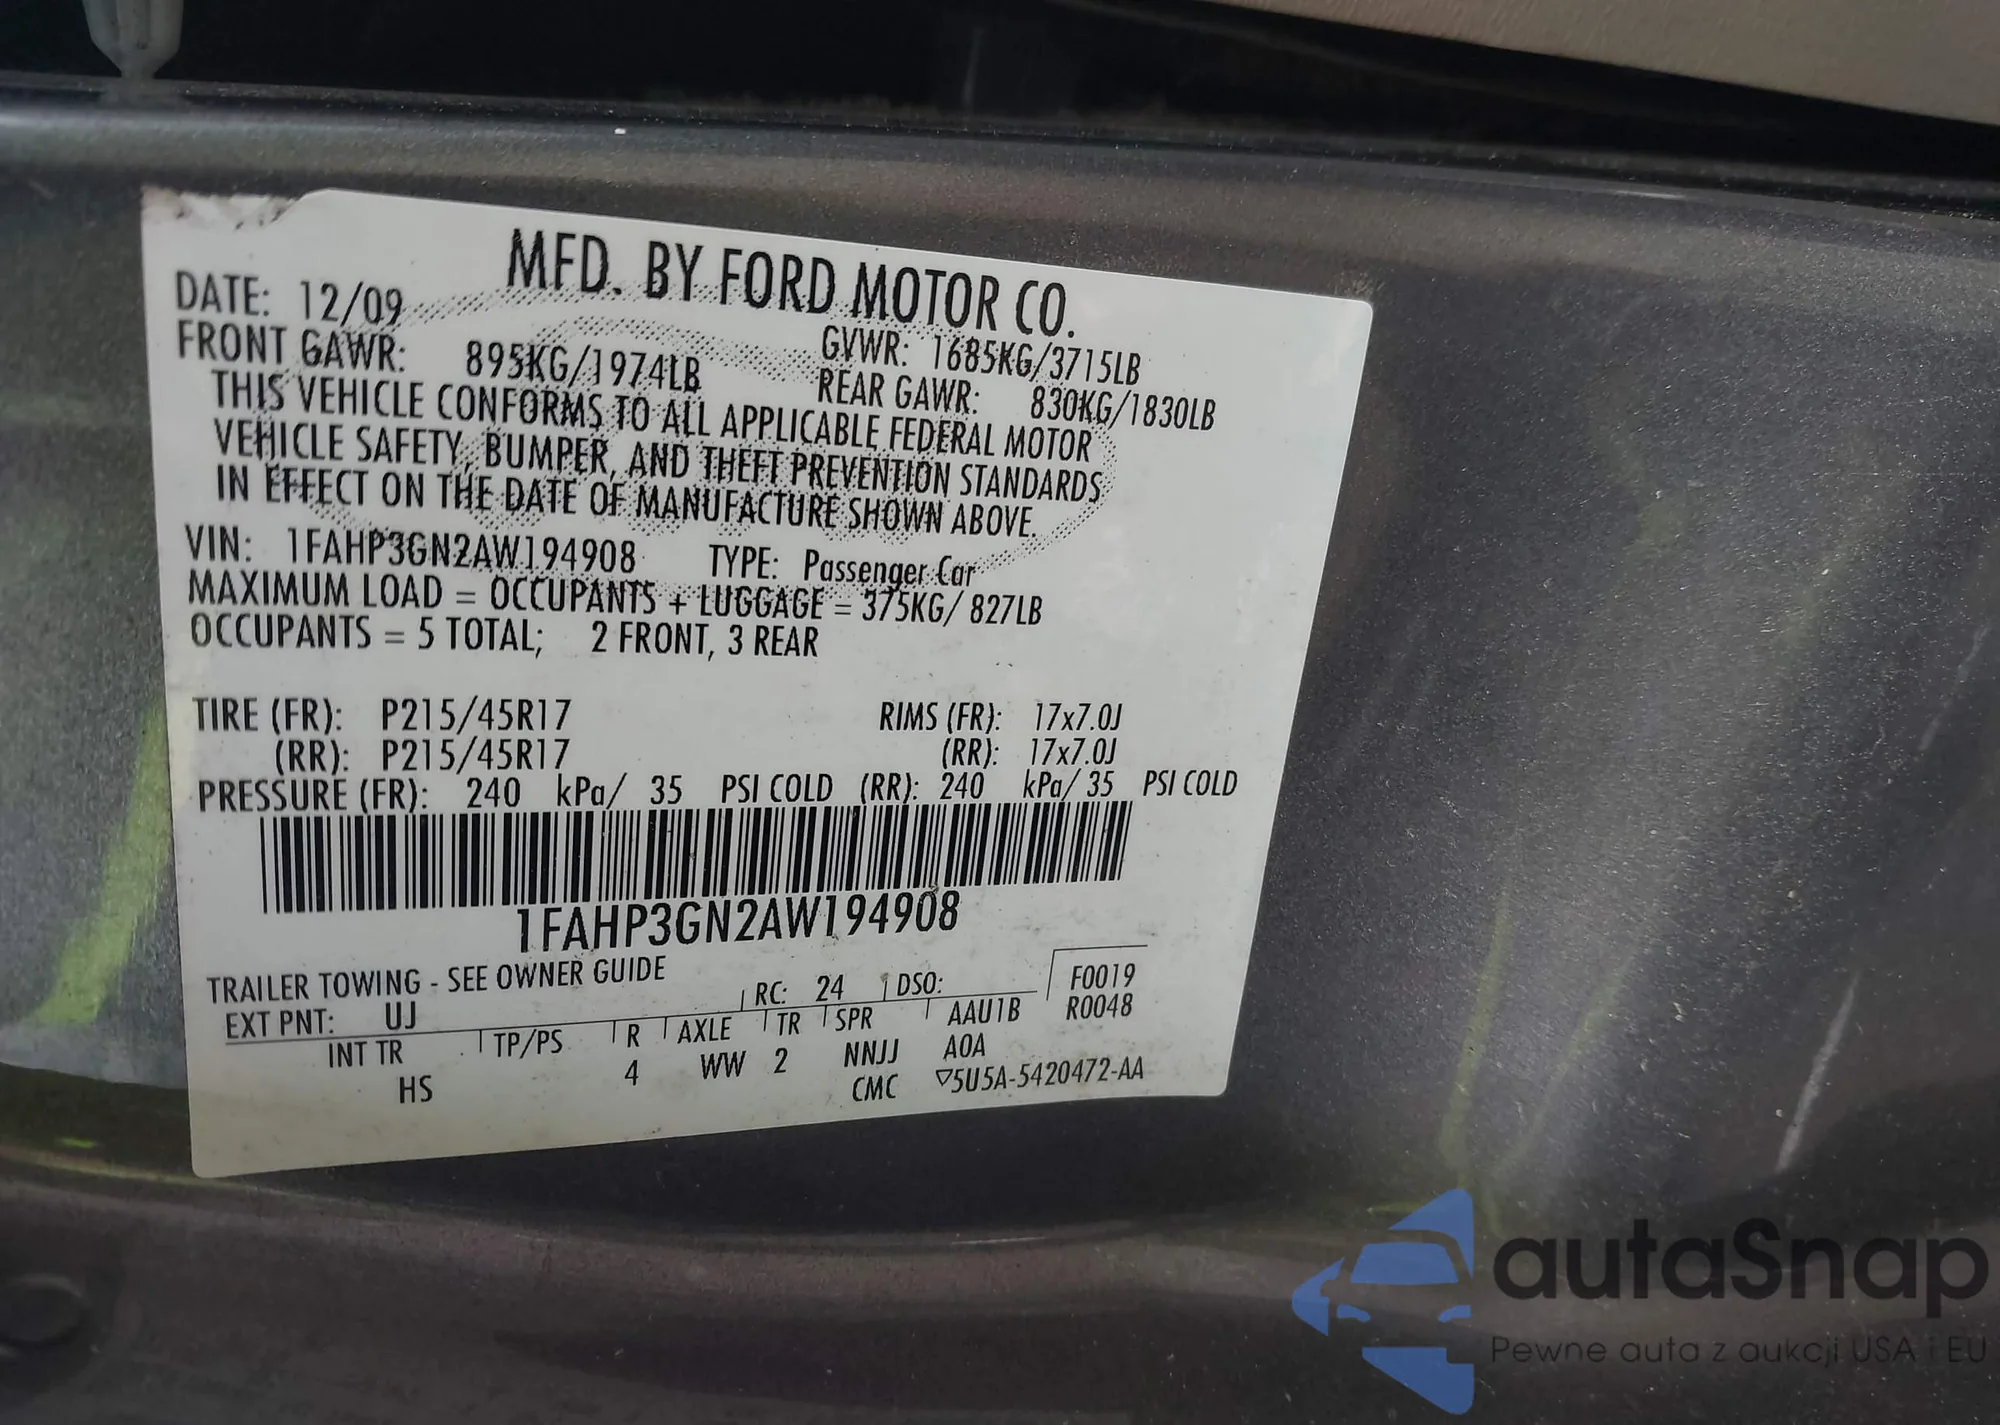 MFD. BY FORD MOTOR CO.
DATE: 12/09
GVWR: 1685KG/3715LB
FRONT GAWR: 895KG/1974LB
REAR GAWR: 830KG/1830LB
THIS VEHICLE CONFORMS TO ALL APPLICABLE FEDERAL MOTOR
VEHICLE SAFETY, BUMPER, AND THEFT PREVENTION STANDARDS
IN EFFECT ON THE DATE OF MANUFACTURE SHOWN ABOVE.
VIN: 1FAHP3GN2AW194908 TYPE: Passenger Car
MAXIMUM LOAD = OCCUPANTS + LUGGAGE = 375KG/ 827LB
OCCUPANTS = 5 TOTAL; 2 FRONT, 3 REAR
TIRE (FR): P215/45R17 RIMS (FR): 17x7.0J
(RR): P215/45R17 (RR): 17x7.0J
PRESSURE (FR): 240 kPa/ 35 PSI COLD (RR): 240 kPa/ 35 PSI COLD
1FAHP3GN2AW194908
TRAILER TOWING - SEE OWNER GUIDE
EXT PNT: UJ RC: 24 DSO: F0019
R0048
INT TR TP/PS R AXLE TR SPR AAU1B
HS 4 WW 2 NNJJ A0A
CMC ▽5U5A-5420472-AA
autaSnap
Pewne auta z aukcji USA i EU